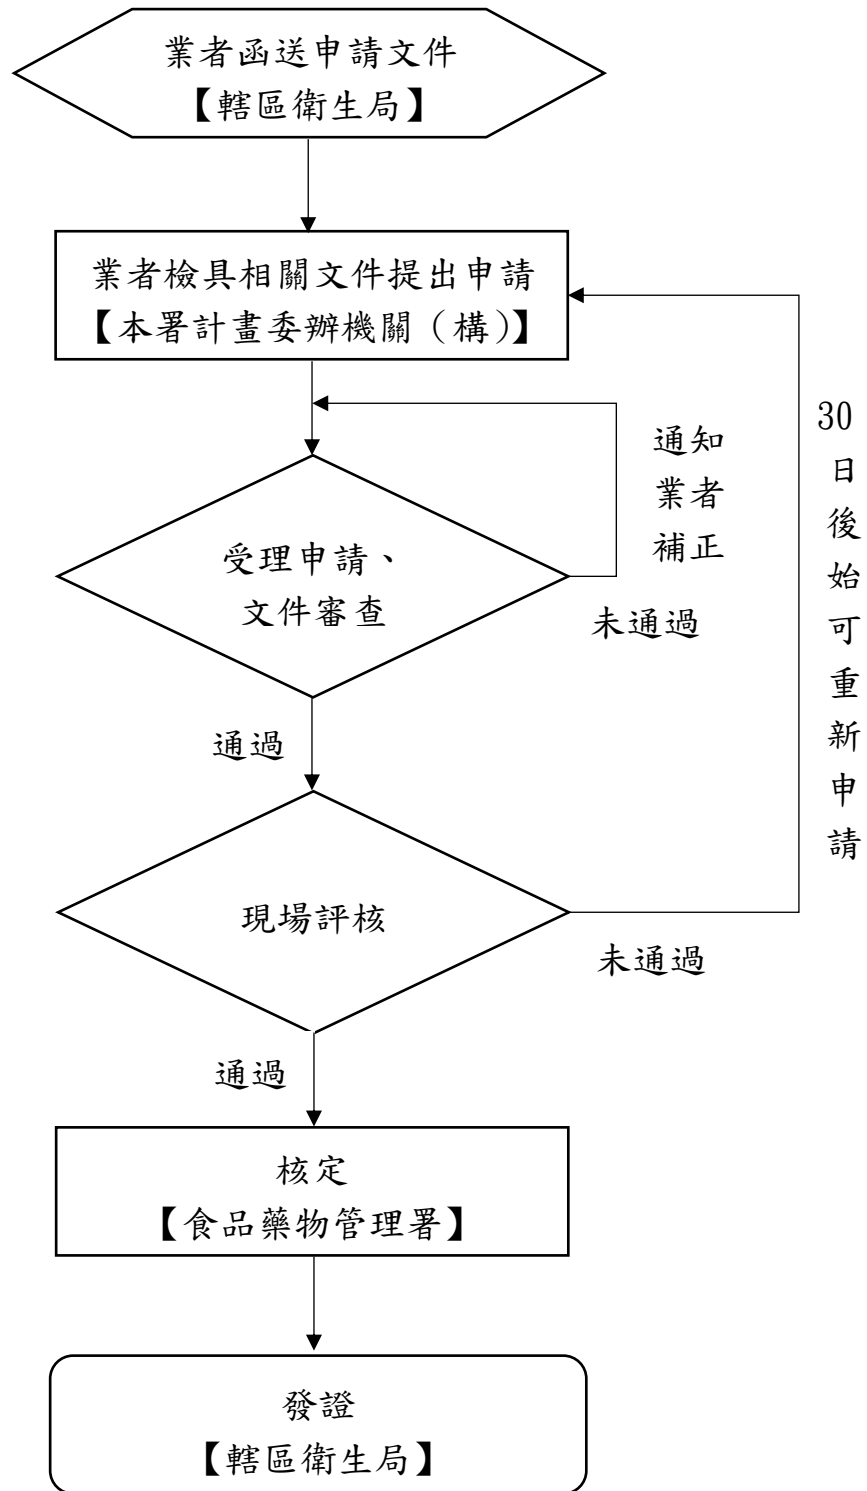 業者函送申請文件
【轄區衛生局】
業者檢具相關文件提出申請
【本署計畫委辦機關（構）】
通知
業者
補正
受理申請、
文件審查
未通過
通過
30
日
後
始
可
重
新
申
請
現場評核
未通過
通過
核定
【食品藥物管理署】
發證
【轄區衛生局】